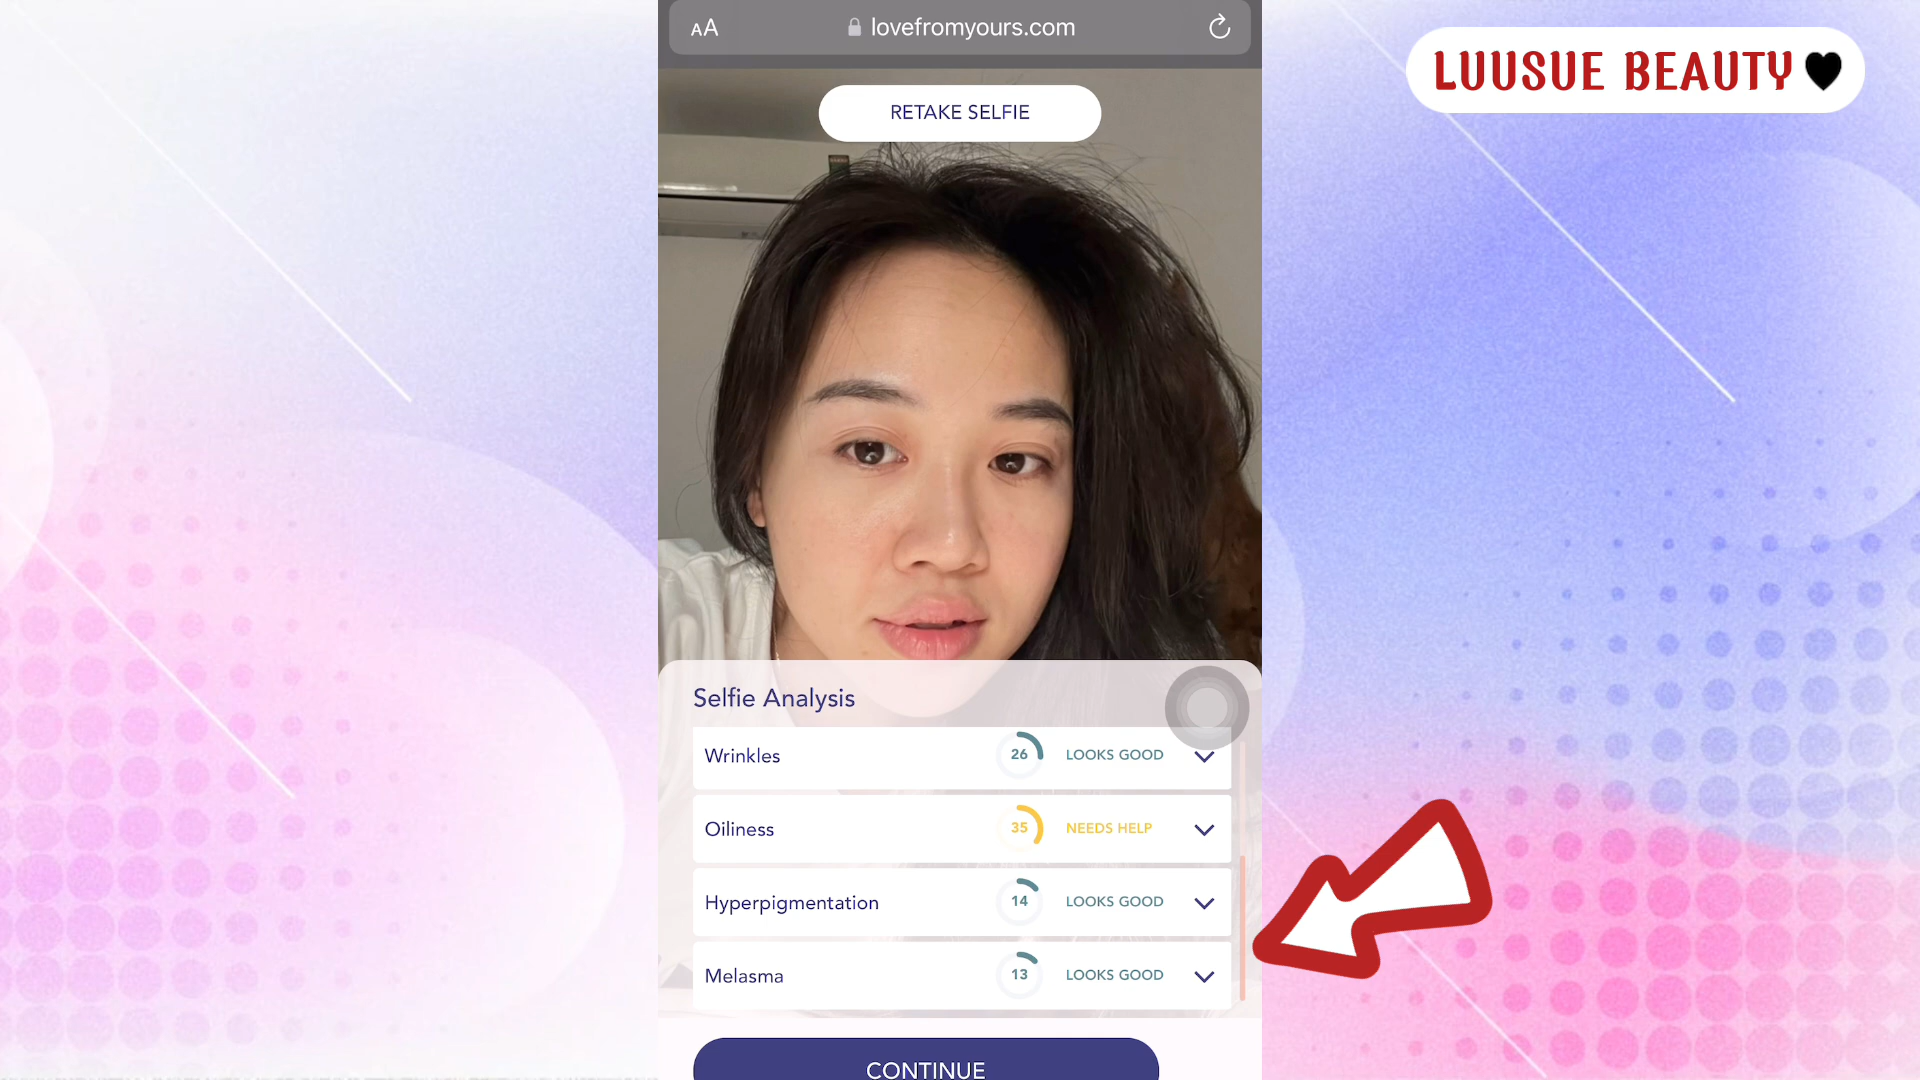 AA lovefromyours.com
LUUSUE BEAUTY
RETAKE SELFIE
Selfie Analysis
Wrinkles 26 LOOKS GOOD
Oiliness 35 NEEDS HELP
Hyperpigmentation 14 LOOKS GOOD
Melasma 13 LOOKS GOOD
CONTINUE